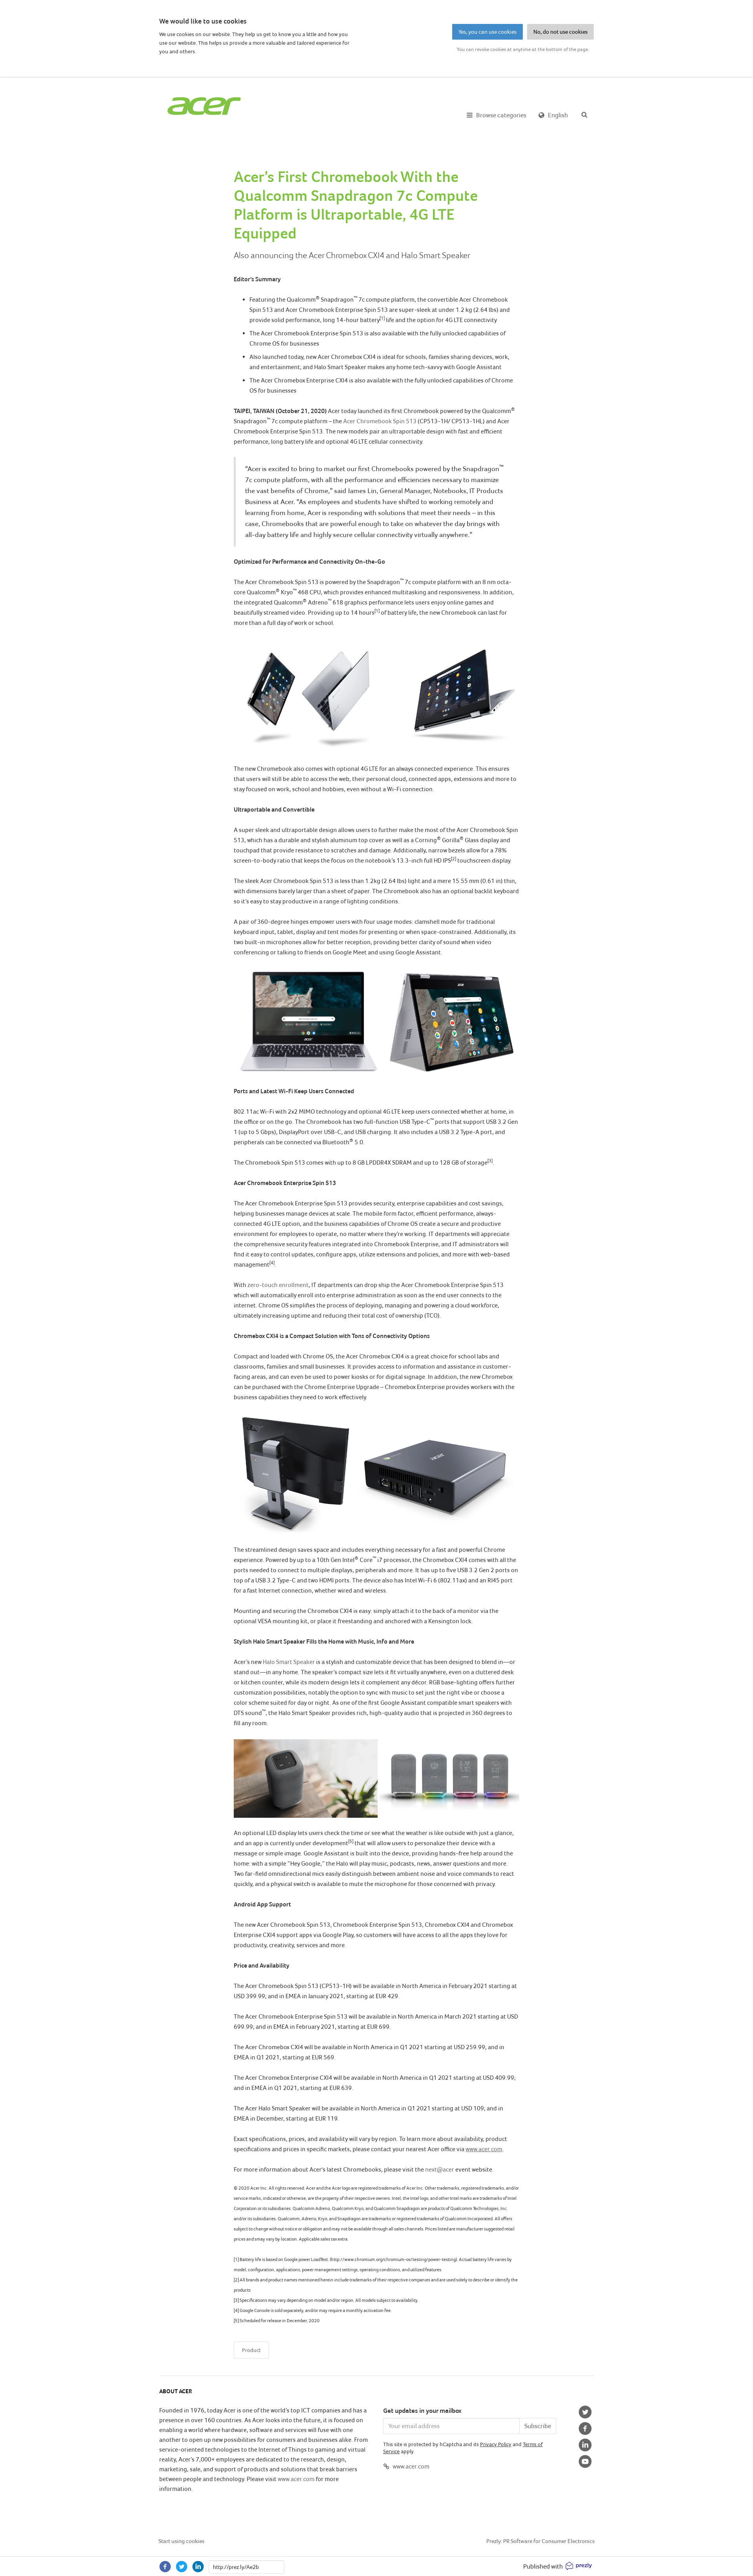 We would like to use cookies
We use cookies on our website. They help us get to know you a little and how you
use our website. This helps us provide a more valuable and tailored experience for
you and others.
Yes, you can use cookies
No, do not use cookies
You can revoke cookies at anytime at the bottom of the page
acer
Browse categories
English
Acer's First Chromebook With the
Qualcomm Snapdragon 7c Compute
Platform is Ultraportable, 4G LTE
Equipped
Also announcing the Acer Chromebox CXI4 and Halo Smart Speaker
Editor's Summary
• Featuring the Qualcomm® Snapdragon™ 7c compute platform, the convertible Acer Chromebook
Spin 513 and Acer Chromebook Enterprise Spin 513 are super-sleek at under 1.2 kg (2.64 lbs) and
provide solid performance, long 14-hour battery[1] life and the option for 4G LTE connectivity
• The Acer Chromebook Enterprise Spin 513 is also available with the fully unlocked capabilities of
Chrome OS for businesses
• Also launched today, new Acer Chromebox CXI4 is ideal for schools, families sharing devices, work,
and entertainment, and Halo Smart Speaker makes any home tech-savvy with Google Assistant
• The Acer Chromebox Enterprise CXI4 is also available with the fully unlocked capabilities of Chrome
OS for businesses
TAIPEI, TAIWAN (October 21, 2020) Acer today launched its first Chromebook powered by the Qualcomm®
Snapdragon™ 7c compute platform – the Acer Chromebook Spin 513 (CP513-1H/ CP513-1HL) and Acer
Chromebook Enterprise Spin 513. The new models pair an ultraportable design with fast and efficient
performance, long battery life and optional 4G LTE cellular connectivity.
"Acer is excited to bring to market our first Chromebooks powered by the Snapdragon™
7c compute platform, with all the performance and efficiencies necessary to maximize
the vast benefits of Chrome," said James Lin, General Manager, Notebooks, IT Products
Business at Acer. "As employees and students have shifted to working remotely and
learning from home, Acer is responding with solutions that meet their needs – in this
case, Chromebooks that are powerful enough to take on whatever the day brings with
all-day battery life and highly secure cellular connectivity virtually anywhere."
Optimized for Performance and Connectivity On-the-Go
The Acer Chromebook Spin 513 is powered by the Snapdragon™ 7c compute platform with an 8 nm octa-
core Qualcomm® Kryo™ 468 CPU, which provides enhanced multitasking and responsiveness. In addition,
the integrated Qualcomm® Adreno™ 618 graphics performance lets users enjoy online games and
beautifully streamed video. Providing up to 14 hours[1] of battery life, the new Chromebook can last for
more than a full day of work or school.
The new Chromebook also comes with optional 4G LTE for an always connected experience. This ensures
that users will still be able to access the web, their personal cloud, connected apps, extensions and more to
stay focused on work, school and hobbies, even without a Wi-Fi connection.
Ultraportable and Convertible
A super sleek and ultraportable design allows users to further make the most of the Acer Chromebook Spin
513, which has a durable and stylish aluminum top cover as well as a Corning® Gorilla® Glass display and
touchpad that provide resistance to scratches and damage. Additionally, narrow bezels allow for a 78%
screen-to-body ratio that keeps the focus on the notebook's 13.3-inch full HD IPS[2] touchscreen display.
The sleek Acer Chromebook Spin 513 is less than 1.2kg (2.64 lbs) light and a mere 15.55 mm (0.61 in) thin,
with dimensions barely larger than a sheet of paper. The Chromebook also has an optional backlit keyboard
so it's easy to stay productive in a range of lighting conditions.
A pair of 360-degree hinges empower users with four usage modes: clamshell mode for traditional
keyboard input, tablet, display and tent modes for presenting or when space-constrained. Additionally, its
two built-in microphones allow for better reception, providing better clarity of sound when video
conferencing or talking to friends on Google Meet and using Google Assistant.
Ports and Latest Wi-Fi Keep Users Connected
802.11ac Wi-Fi with 2x2 MIMO technology and optional 4G LTE keep users connected whether at home, in
the office or on the go. The Chromebook has two full-function USB Type-C™ ports that support USB 3.2 Gen
1 (up to 5 Gbps), DisplayPort over USB-C, and USB charging. It also includes a USB 3.2 Type-A port, and
peripherals can be connected via Bluetooth® 5.0.
The Chromebook Spin 513 comes with up to 8 GB LPDDR4X SDRAM and up to 128 GB of storage[3].
Acer Chromebook Enterprise Spin 513
The Acer Chromebook Enterprise Spin 513 provides security, enterprise capabilities and cost savings,
helping businesses manage devices at scale. The mobile form factor, efficient performance, always-
connected 4G LTE option, and the business capabilities of Chrome OS create a secure and productive
environment for employees to operate, no matter where they're working. IT departments will appreciate
the comprehensive security features integrated into Chromebook Enterprise, and IT administrators will
find it easy to control updates, configure apps, utilize extensions and policies, and more with web-based
management[4].
With zero-touch enrollment, IT departments can drop ship the Acer Chromebook Enterprise Spin 513
which will automatically enroll into enterprise administration as soon as the end user connects to the
internet. Chrome OS simplifies the process of deploying, managing and powering a cloud workforce,
ultimately increasing uptime and reducing their total cost of ownership (TCO).
Chromebox CXI4 is a Compact Solution with Tons of Connectivity Options
Compact and loaded with Chrome OS, the Acer Chromebox CXI4 is a great choice for school labs and
classrooms, families and small businesses. It provides access to information and assistance in customer-
facing areas, and can even be used to power kiosks or for digital signage. In addition, the new Chromebox
can be purchased with the Chrome Enterprise Upgrade – Chromebox Enterprise provides workers with the
business capabilities they need to work effectively.
The streamlined design saves space and includes everything necessary for a fast and powerful Chrome
experience. Powered by up to a 10th Gen Intel® Core™ i7 processor, the Chromebox CXI4 comes with all the
ports needed to connect to multiple displays, peripherals and more. It has up to five USB 3.2 Gen 2 ports on
top of a USB 3.2 Type-C and two HDMI ports. The device also has Intel Wi-Fi 6 (802.11ax) and an RJ45 port
for a fast Internet connection, whether wired and wireless.
Mounting and securing the Chromebox CXI4 is easy: simply attach it to the back of a monitor via the
optional VESA mounting kit, or place it freestanding and anchored with a Kensington lock.
Stylish Halo Smart Speaker Fills the Home with Music, Info and More
Acer's new Halo Smart Speaker is a stylish and customizable device that has been designed to blend in—or
stand out—in any home. The speaker's compact size lets it fit virtually anywhere, even on a cluttered desk
or kitchen counter, while its modern design lets it complement any décor. RGB base-lighting offers further
customization possibilities, notably the option to sync with music to set just the right vibe or choose a
color scheme suited for day or night. As one of the first Google Assistant compatible smart speakers with
DTS sound™, the Halo Smart Speaker provides rich, high-quality audio that is projected in 360 degrees to
fill any room.
An optional LED display lets users check the time or see what the weather is like outside with just a glance,
and an app is currently under development[5] that will allow users to personalize their device with a
message or simple image. Google Assistant is built into the device, providing hands-free help around the
home: with a simple "Hey Google," the Halo will play music, podcasts, news, answer questions and more.
Two far-field omnidirectional mics easily distinguish between ambient noise and voice commands to react
quickly, and a physical switch is available to mute the microphone for those concerned with privacy.
Android App Support
The new Acer Chromebook Spin 513, Chromebook Enterprise Spin 513, Chromebox CXI4 and Chromebox
Enterprise CXI4 support apps via Google Play, so customers will have access to all the apps they love for
productivity, creativity, services and more.
Price and Availability
The Acer Chromebook Spin 513 (CP513-1H) will be available in North America in February 2021 starting at
USD 399.99; and in EMEA in January 2021, starting at EUR 429.
The Acer Chromebook Enterprise Spin 513 will be available in North America in March 2021 starting at USD
699.99; and in EMEA in February 2021, starting at EUR 699.
The Acer Chromebox CXI4 will be available in North America in Q1 2021 starting at USD 259.99; and in
EMEA in Q1 2021, starting at EUR 569.
The Acer Chromebox Enterprise CXI4 will be available in North America in Q1 2021 starting at USD 409.99;
and in EMEA in Q1 2021, starting at EUR 639.
The Acer Halo Smart Speaker will be available in North America in Q1 2021 starting at USD 109; and in
EMEA in December, starting at EUR 119.
Exact specifications, prices, and availability will vary by region. To learn more about availability, product
specifications and prices in specific markets, please contact your nearest Acer office via www.acer.com.
For more information about Acer's latest Chromebooks, please visit the next@acer event website.
© 2020 Acer Inc. All rights reserved. Acer and the Acer logo are registered trademarks of Acer Inc. Other trademarks, registered trademarks, and/or
service marks, indicated or otherwise, are the property of their respective owners. Intel, the Intel logo, and other Intel marks are trademarks of Intel
Corporation or its subsidiaries. Qualcomm Adreno, Qualcomm Kryo, and Qualcomm Snapdragon are products of Qualcomm Technologies, Inc.
and/or its subsidiaries. Qualcomm, Adreno, Kryo, and Snapdragon are trademarks or registered trademarks of Qualcomm Incorporated. All offers
subject to change without notice or obligation and may not be available through all sales channels. Prices listed are manufacturer suggested retail
prices and may vary by location. Applicable sales tax extra.
[1] Battery life is based on Google power LoadTest. (http://www.chromium.org/chromium-os/testing/power-testing). Actual battery life varies by
model, configuration, applications, power management settings, operating conditions, and utilized features.
[2] All brands and product names mentioned herein include trademarks of their respective companies and are used solely to describe or identify the
products.
[3] Specifications may vary depending on model and/or region. All models subject to availability.
[4] Google Console is sold separately, and/or may require a monthly activation fee.
[5] Scheduled for release in December, 2020
Product
ABOUT ACER
Founded in 1976, today Acer is one of the world's top ICT companies and has a
presence in over 160 countries. As Acer looks into the future, it is focused on
enabling a world where hardware, software and services will fuse with one
another to open up new possibilities for consumers and businesses alike. From
service-oriented technologies to the Internet of Things to gaming and virtual
reality, Acer's 7,000+ employees are dedicated to the research, design,
marketing, sale, and support of products and solutions that break barriers
between people and technology. Please visit www.acer.com for more
information.
Get updates in your mailbox
Your email address
Subscribe
This site is protected by hCaptcha and its Privacy Policy and Terms of
Service apply.
www.acer.com
Start using cookies
Prezly: PR Software for Consumer Electronics
http://prez.ly/Ae2b
Published with prezly